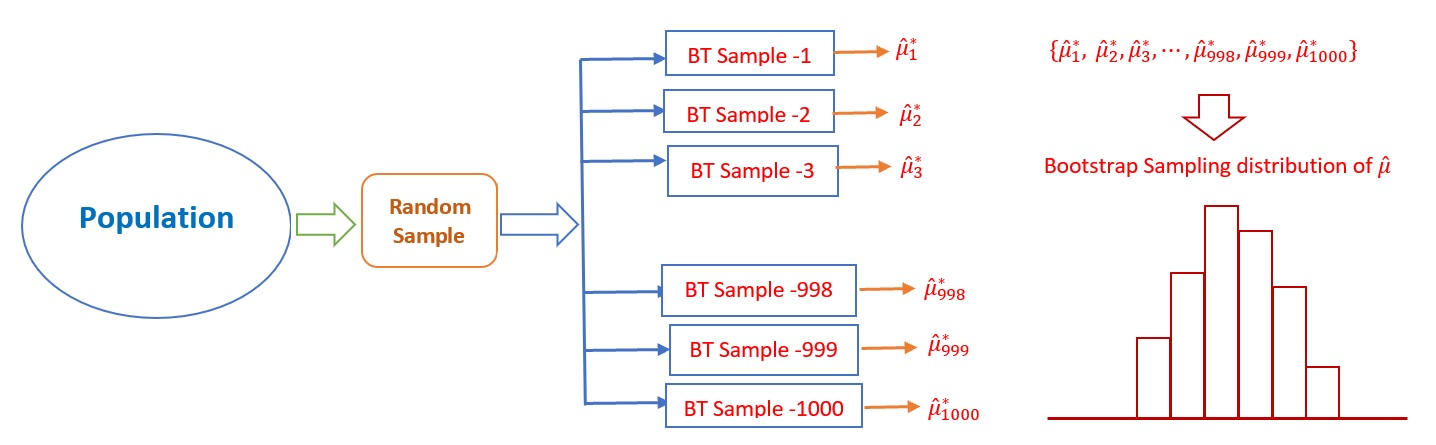 Population
Random
Sample
BT Sample -1
μ̂*₁
BT Sample -2
μ̂*₂
BT Sample -3
μ̂*₃
BT Sample -998
μ̂*₉₉₈
BT Sample -999
μ̂*₉₉₉
BT Sample -1000
μ̂*₁₀₀₀
{μ̂*₁, μ̂*₂, μ̂*₃, ⋯ , μ̂*₉₉₈, μ̂*₉₉₉, μ̂*₁₀₀₀}
Bootstrap Sampling distribution of μ̂